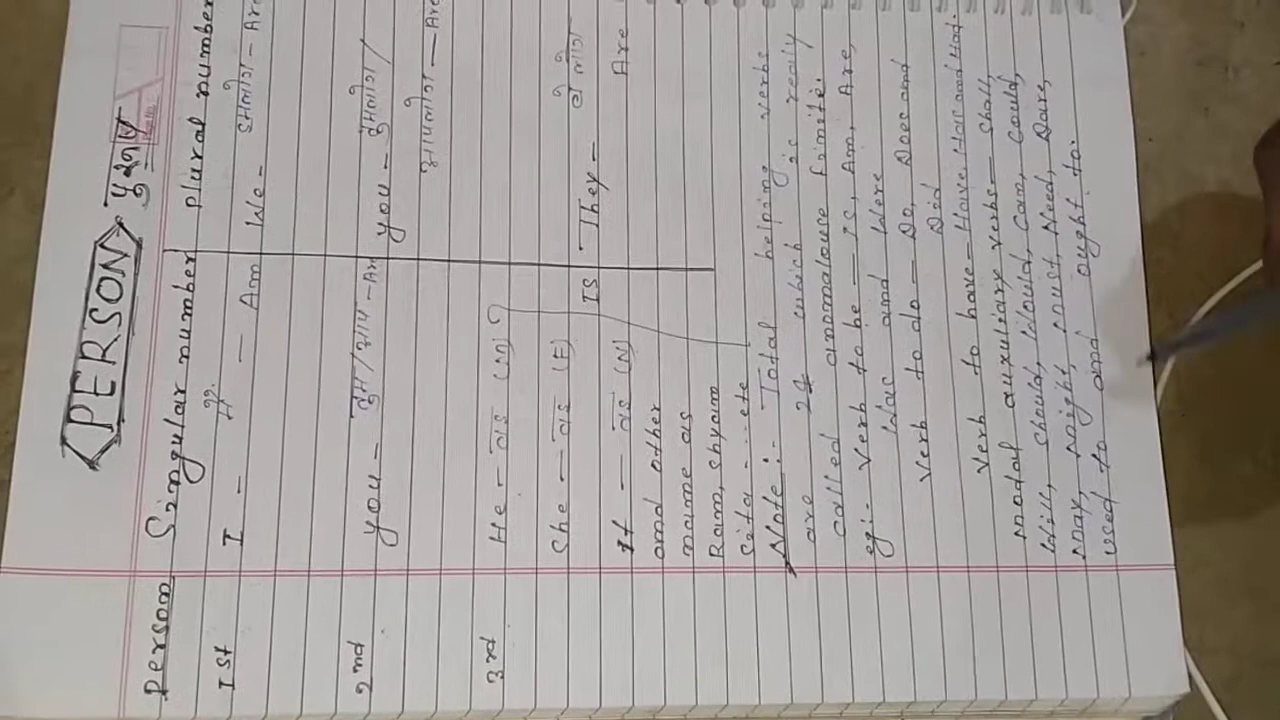 PERSON पुरुष
Person Singular number plural number
Ist I - मैं - Am We - हमलोग - Are
2nd you - तुम/आप - Are you - तुमलोग/
आपलोग - Are
3rd He - वह (M)
She - वह (F) IS They - वे लोग
It - वह (N) Are
and other
name as
Ram, shyam
Sita - ...etc
Note :- Total helping verbs
are 24 which is realy
called anomalouse finite:
eg:- Verb to be - is, Am, Are,
Was and Were
Verb to do - Do, Does and
Did
Verb to have - Have, Has and Had.
modal auxuliary verbs - Shall,
Will, Should, Would, Can, Could,
may, might, must, Need, Dare,
used to and ought to.